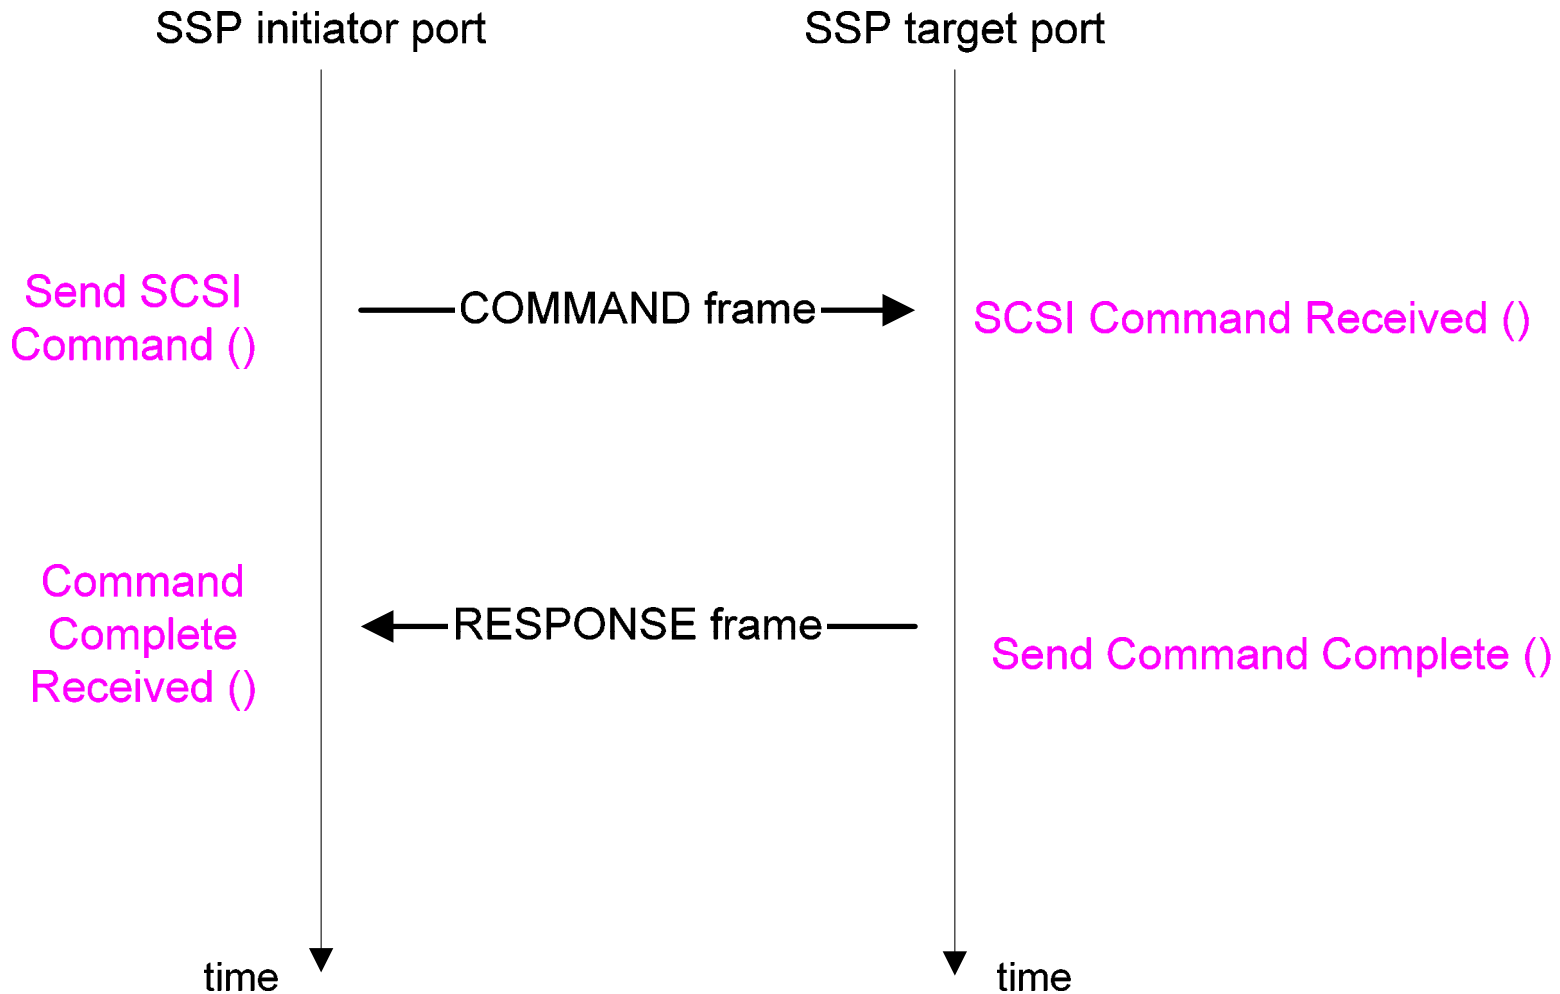 SSP initiator port
SSP target port
Send SCSI
Command ()
COMMAND frame
SCSI Command Received ()
Command
Complete
Received ()
RESPONSE frame
Send Command Complete ()
time
time